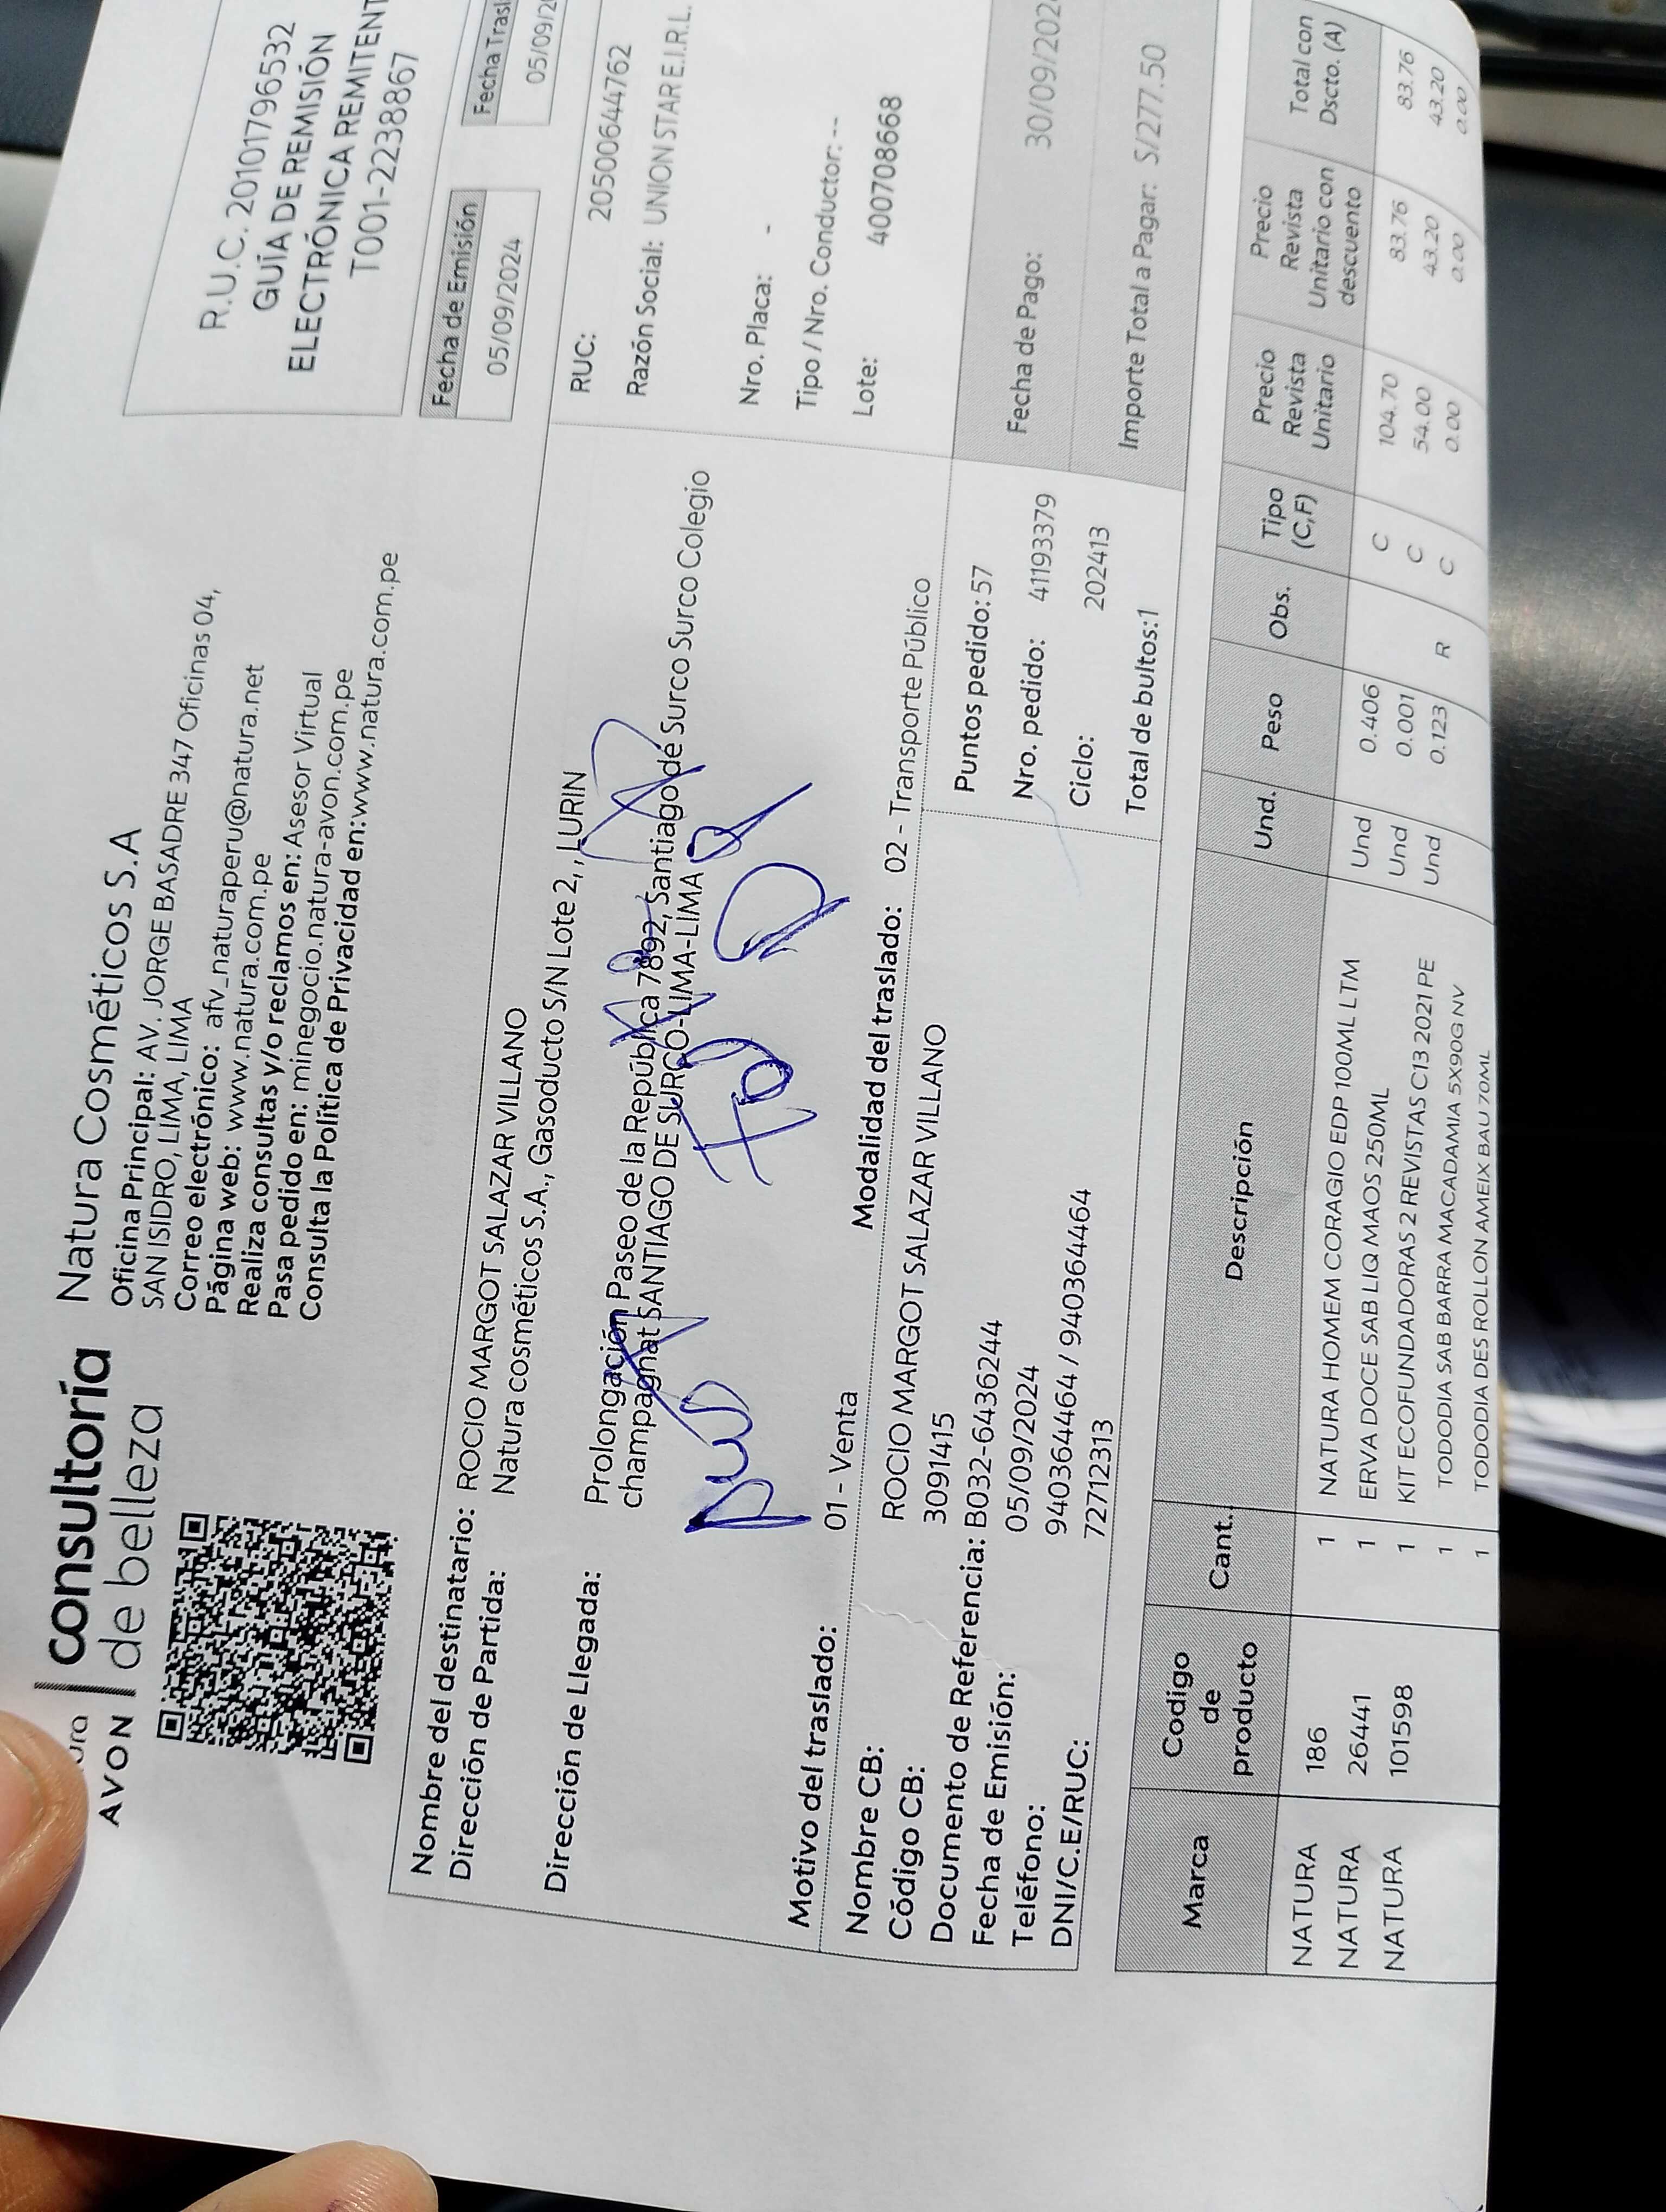 AVON | consultoría
de belleza
Natura Cosméticos S.A
Oficina Principal: AV. JORGE BASADRE 347 Oficinas 04,
SAN ISIDRO, LIMA, LIMA
Correo electrónico: afv_naturaperu@natura.net
Página web: www.natura.com.pe
Realiza consultas y/o reclamos en: Asesor Virtual
Pasa pedido en: minegocio.natura-avon.com.pe
Consulta la Política de Privacidad en:www.natura.com.pe
R.U.C. 20101796532
GUÍA DE REMISIÓN
ELECTRÓNICA REMITENT
T001-2238867
Fecha de Emisión
05/09/2024
Fecha Trasl
05/09/20
Nombre del destinatario: ROCIO MARGOT SALAZAR VILLANO
Dirección de Partida: Natura cosméticos S.A., Gasoducto S/N Lote 2, , LURIN
Dirección de Llegada: Prolongación Paseo de la República 7892, Santiago de Surco Surco Colegio
champagnat SANTIAGO DE SURCO-LIMA-LIMA
RUC: 20500644762
Razón Social: UNION STAR E.I.R.L.
Nro. Placa: -
Tipo / Nro. Conductor: --
Lote: 400708668
Motivo del traslado: 01 - Venta
Modalidad del traslado: 02 - Transporte Público
Nombre CB: ROCIO MARGOT SALAZAR VILLANO
Código CB: 3091415
Documento de Referencia: B032-6436244
Fecha de Emisión: 05/09/2024
Teléfono: 940364464 / 940364464
DNI/C.E/RUC: 72712313
Puntos pedido: 57
Nro. pedido: 41193379
Ciclo: 202413
Total de bultos:1
Fecha de Pago: 30/09/202
Importe Total a Pagar: S/277.50
Marca Codigo de producto Cant. Descripción Und. Peso Obs. Tipo (C,F) Precio Revista Unitario Precio Revista Unitario con descuento Total con Dscto. (A)
NATURA 186 1 NATURA HOMEM CORAGIO EDP 100ML LTM Und 0.406 C 104.70 83.76 83.76
NATURA 26441 1 ERVA DOCE SAB LIQ MAOS 250ML Und 0.001 C 54.00 43.20 43.20
NATURA 101598 1 KIT ECOFUNDADORAS 2 REVISTAS C13 2021 PE Und 0.123 R C 0.00 0.00 0.00
1 TODODIA SAB BARRA MACADAMIA 5X90G NV
1 TODODIA DES ROLLON AMEIX BAU 70ML